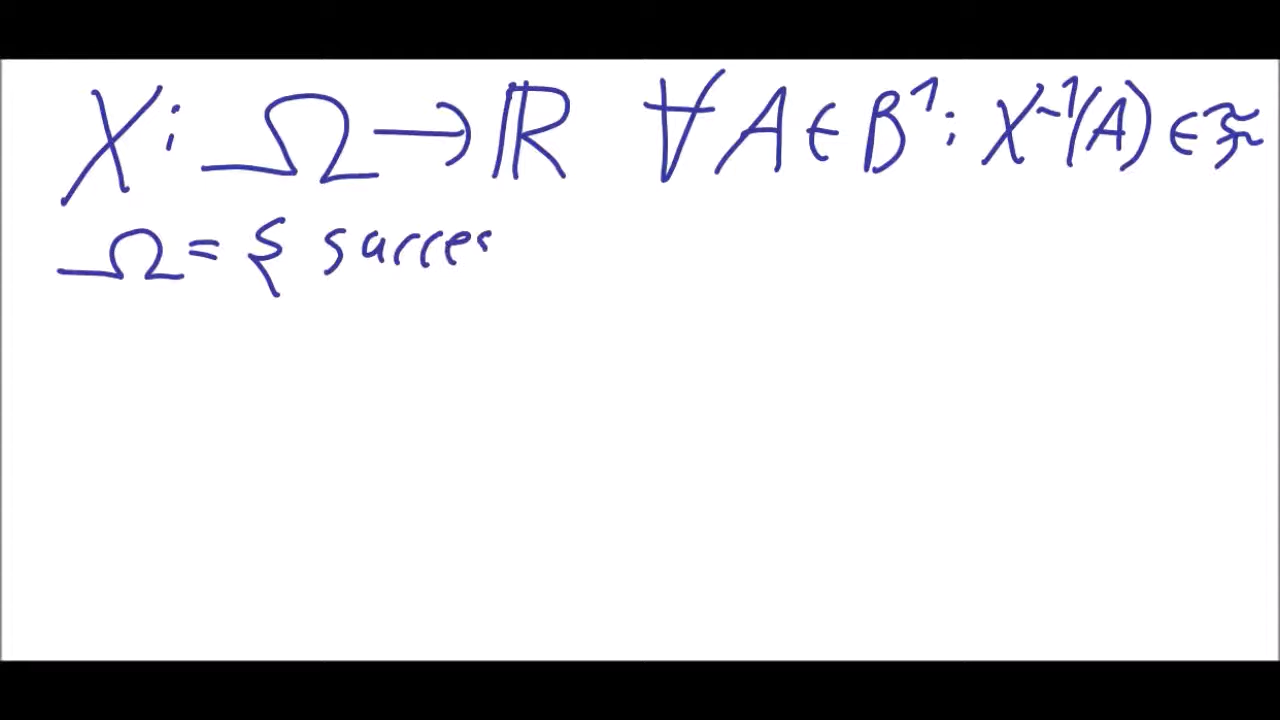 X: Ω → ℝ ∀ A ∈ B¹: X⁻¹(A) ∈ ℱ
Ω = { succes